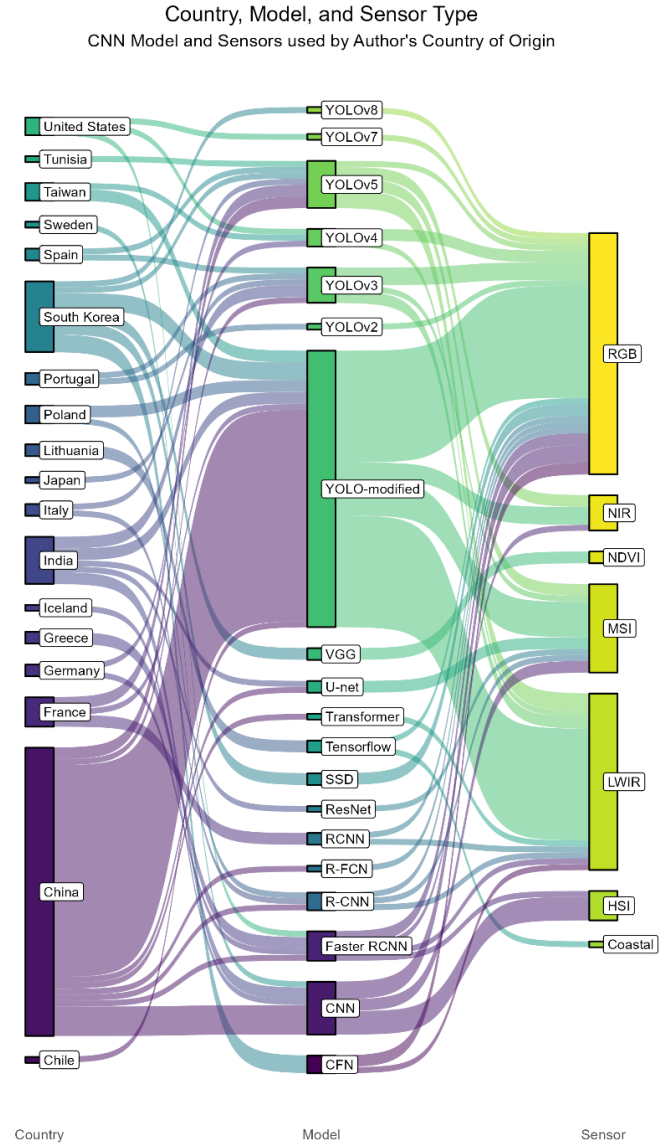 Country, Model, and Sensor Type
CNN Model and Sensors used by Author's Country of Origin
United States
Tunisia
Taiwan
Sweden
Spain
South Korea
Portugal
Poland
Lithuania
Japan
Italy
India
Iceland
Greece
Germany
France
China
Chile
YOLOv8
YOLOv7
YOLOv5
YOLOv4
YOLOv3
YOLOv2
YOLO-modified
VGG
U-net
Transformer
Tensorflow
SSD
ResNet
RCNN
R-FCN
R-CNN
Faster RCNN
CNN
CFN
RGB
NIR
NDVI
MSI
LWIR
HSI
Coastal
Country
Model
Sensor